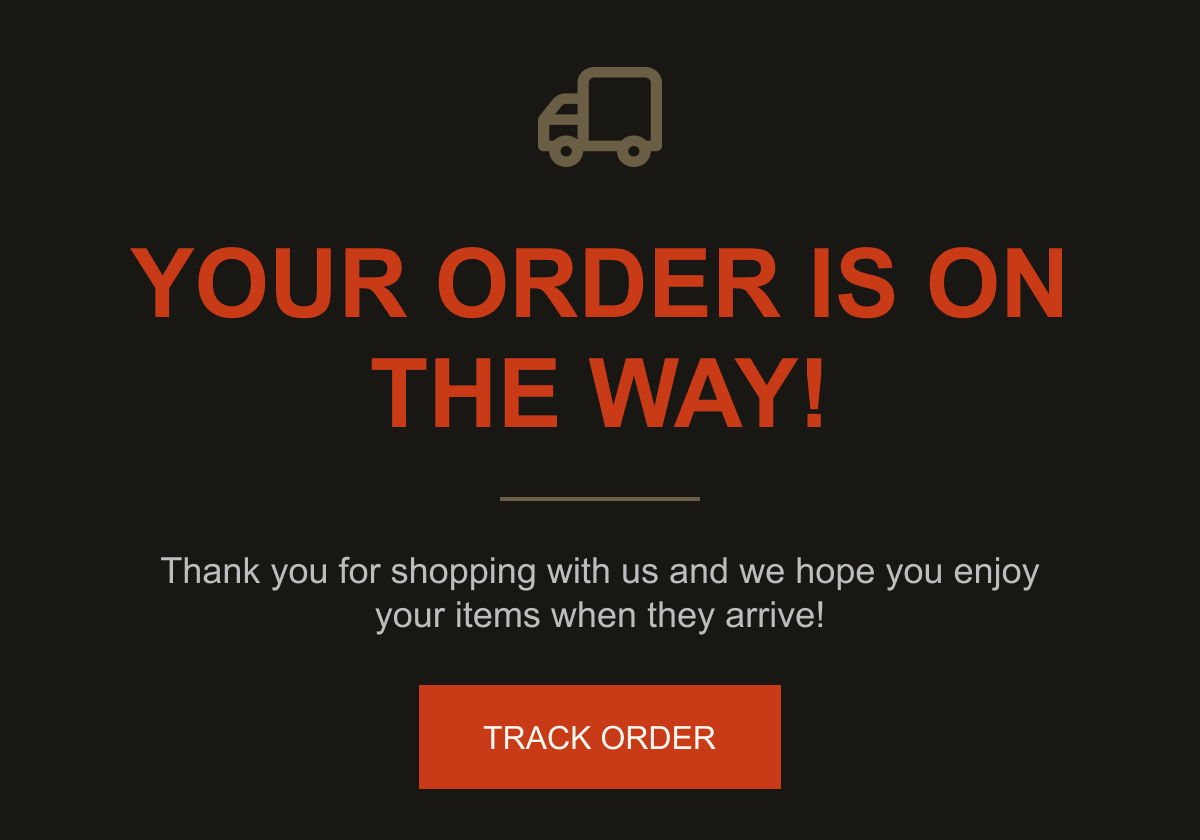 YOUR ORDER IS ON
THE WAY!
Thank you for shopping with us and we hope you enjoy
your items when they arrive!
TRACK ORDER